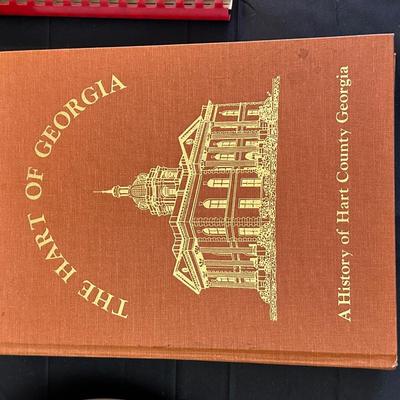 THE HART OF GEORGIA
A History of Hart County Georgia